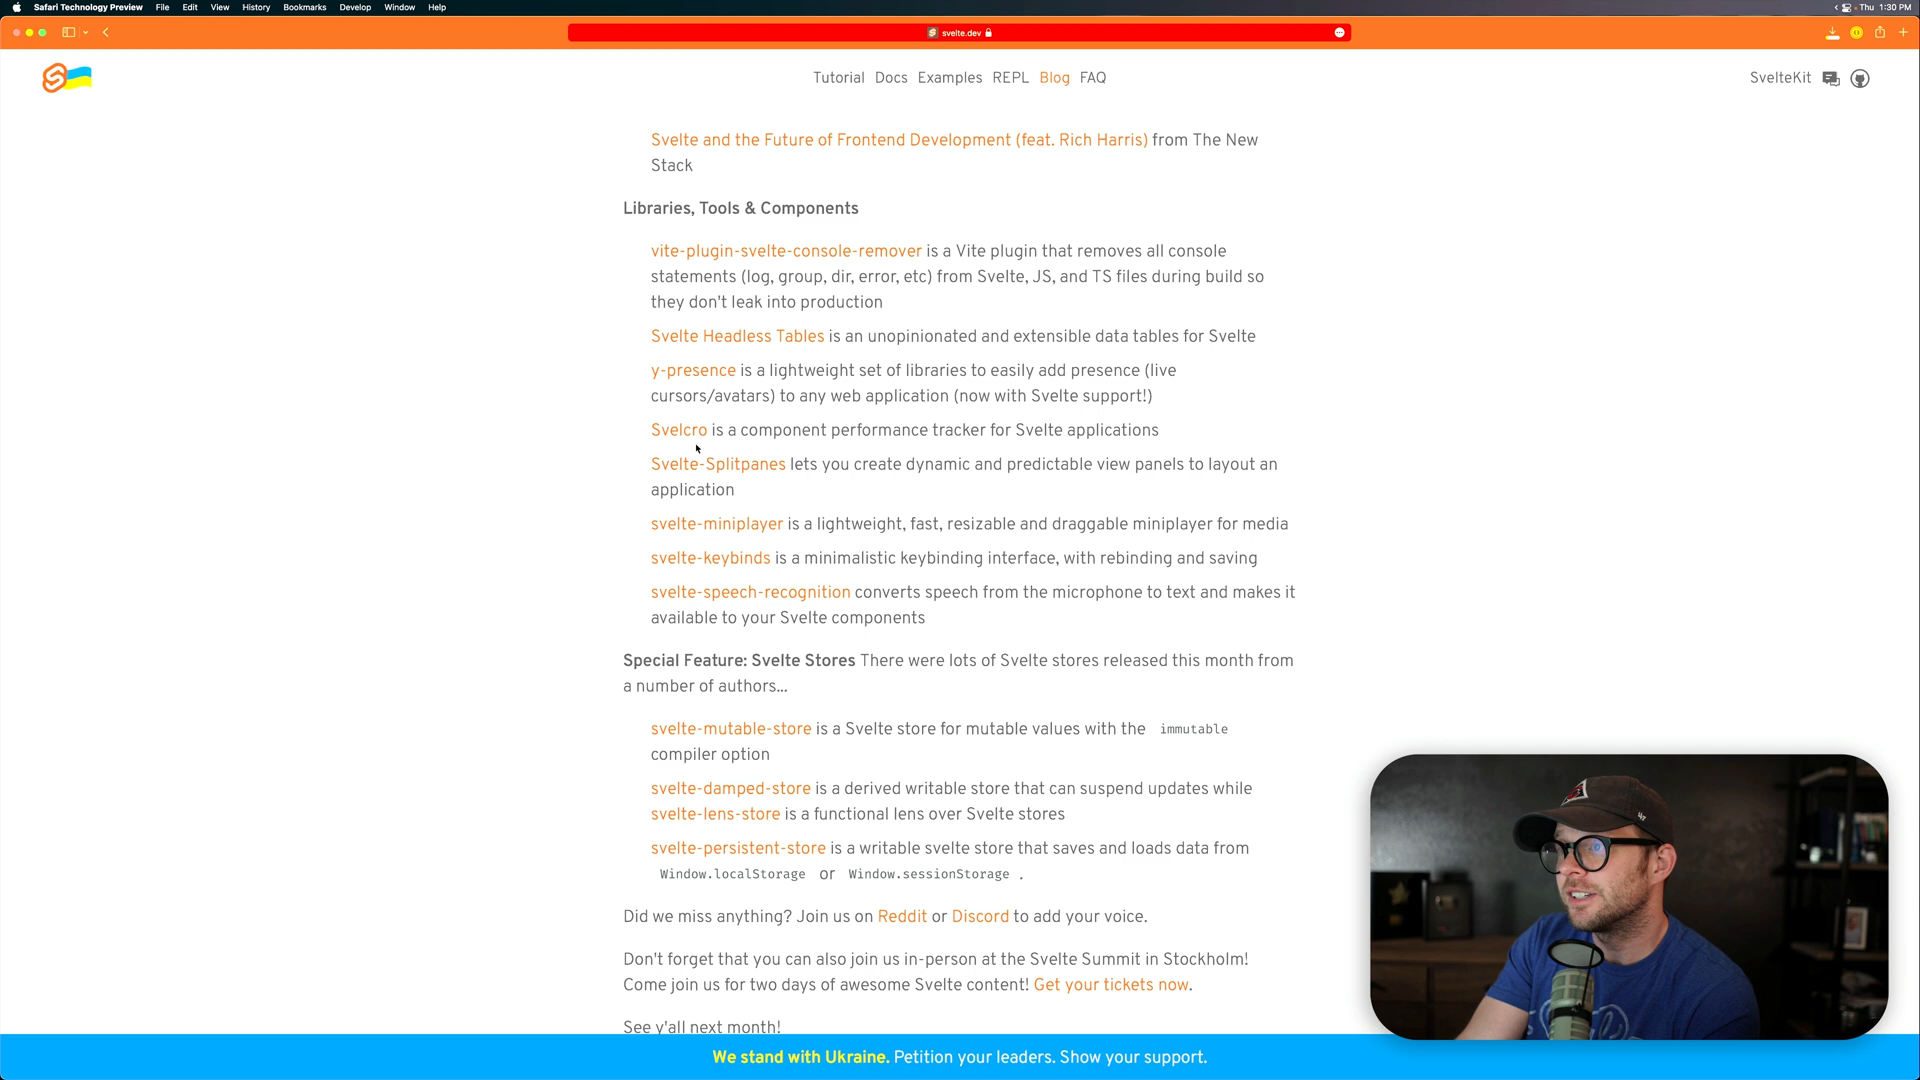 Safari Technology Preview File Edit View History Bookmarks Develop Window Help
Thu 1:30 PM
svelte.dev
Tutorial Docs Examples REPL Blog FAQ
SvelteKit
Svelte and the Future of Frontend Development (feat. Rich Harris) from The New
Stack
Libraries, Tools & Components
vite-plugin-svelte-console-remover is a Vite plugin that removes all console
statements (log, group, dir, error, etc) from Svelte, JS, and TS files during build so
they don't leak into production
Svelte Headless Tables is an unopinionated and extensible data tables for Svelte
y-presence is a lightweight set of libraries to easily add presence (live
cursors/avatars) to any web application (now with Svelte support!)
Svelcro is a component performance tracker for Svelte applications
Svelte-Splitpanes lets you create dynamic and predictable view panels to layout an
application
svelte-miniplayer is a lightweight, fast, resizable and draggable miniplayer for media
svelte-keybinds is a minimalistic keybinding interface, with rebinding and saving
svelte-speech-recognition converts speech from the microphone to text and makes it
available to your Svelte components
Special Feature: Svelte Stores There were lots of Svelte stores released this month from
a number of authors...
svelte-mutable-store is a Svelte store for mutable values with the immutable
compiler option
svelte-damped-store is a derived writable store that can suspend updates while
svelte-lens-store is a functional lens over Svelte stores
svelte-persistent-store is a writable svelte store that saves and loads data from
Window.localStorage or Window.sessionStorage .
Did we miss anything? Join us on Reddit or Discord to add your voice.
Don't forget that you can also join us in-person at the Svelte Summit in Stockholm!
Come join us for two days of awesome Svelte content! Get your tickets now.
See y'all next month!
We stand with Ukraine. Petition your leaders. Show your support.